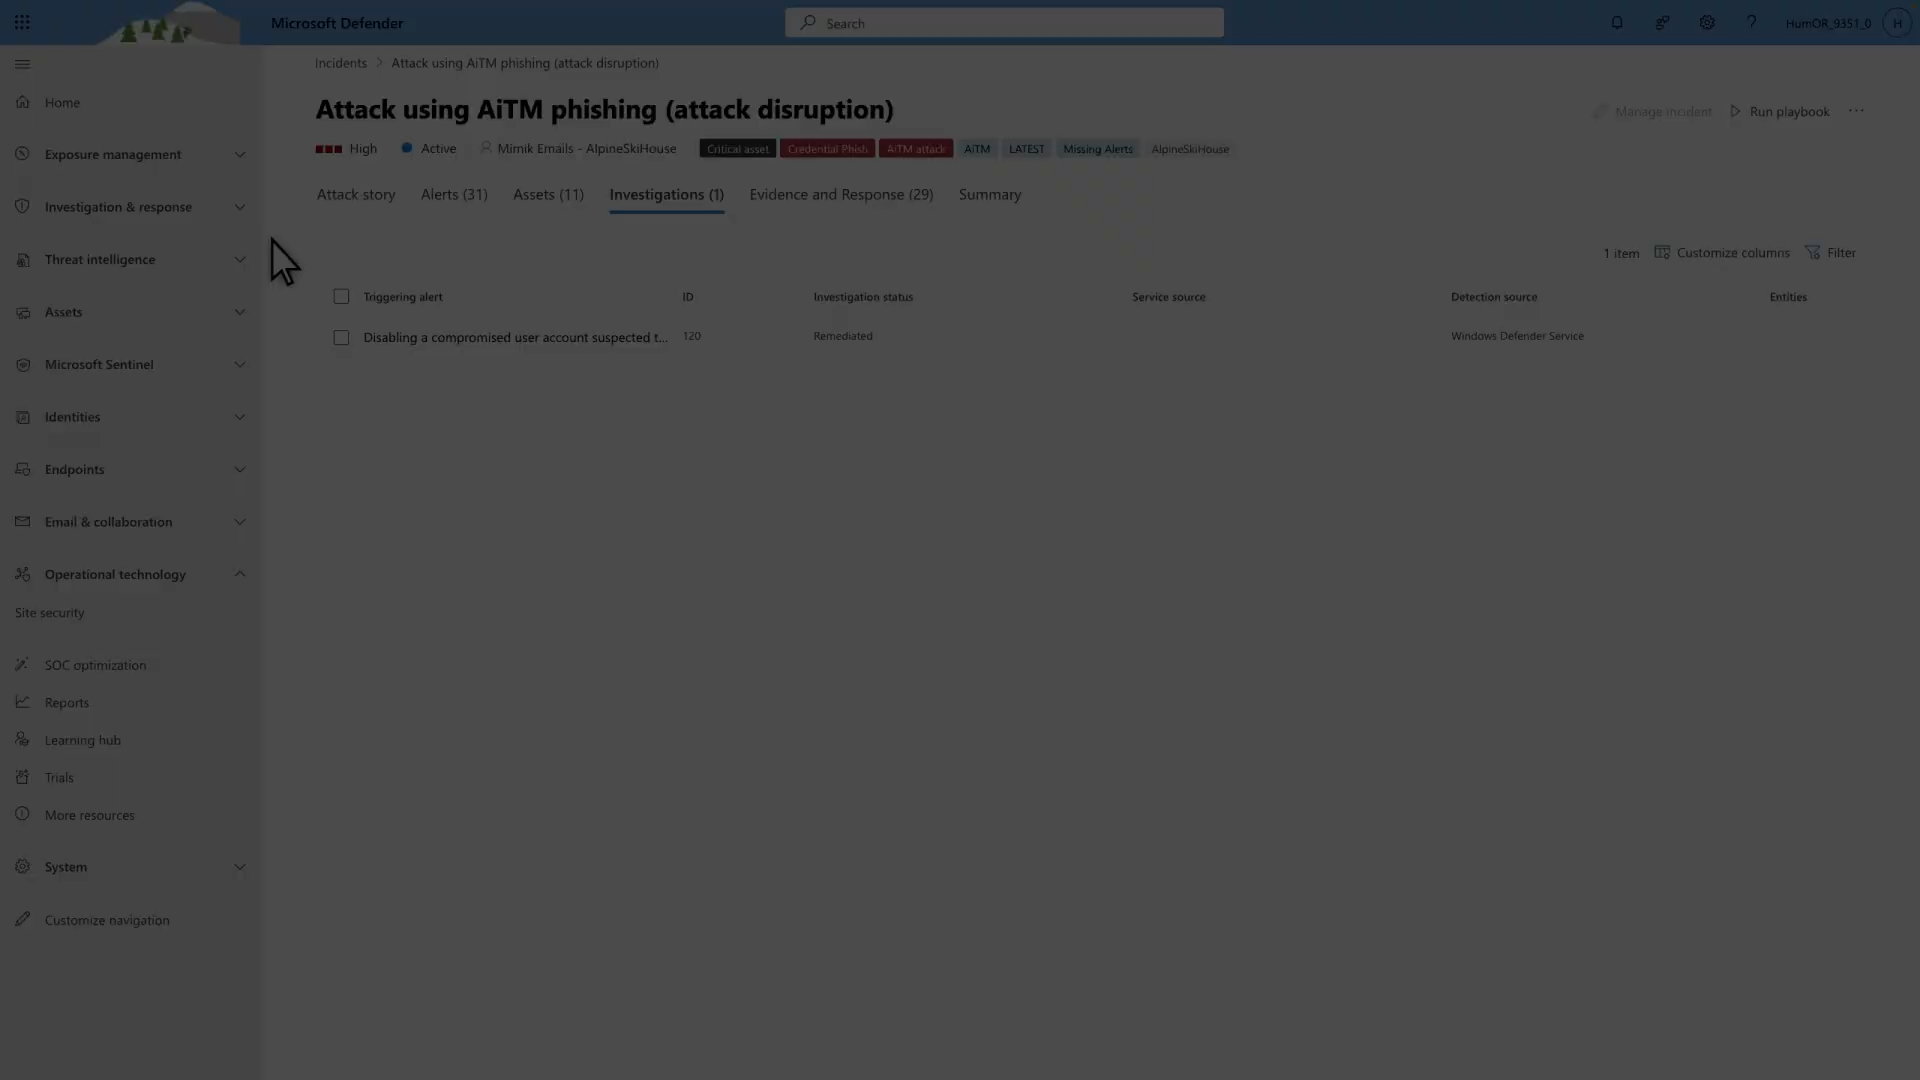 Microsoft Defender
Search
HumOR_9351_0
H
Incidents > Attack using AiTM phishing (attack disruption)
Home
Attack using AiTM phishing (attack disruption)
Manage incident
Run playbook
High
Active
Mimik Emails - AlpineSkiHouse
Critical asset
Credential Phish
AiTM attack
AiTM
LATEST
Missing Alerts
AlpineSkiHouse
Exposure management
Attack story
Alerts (31)
Assets (11)
Investigations (1)
Evidence and Response (29)
Summary
Investigation & response
Threat intelligence
1 item
Customize columns
Filter
Triggering alert
ID
Investigation status
Service source
Detection source
Entities
Assets
Disabling a compromised user account suspected t...
120
Remediated
Windows Defender Service
Microsoft Sentinel
Identities
Endpoints
Email & collaboration
Operational technology
Site security
SOC optimization
Reports
Learning hub
Trials
More resources
System
Customize navigation